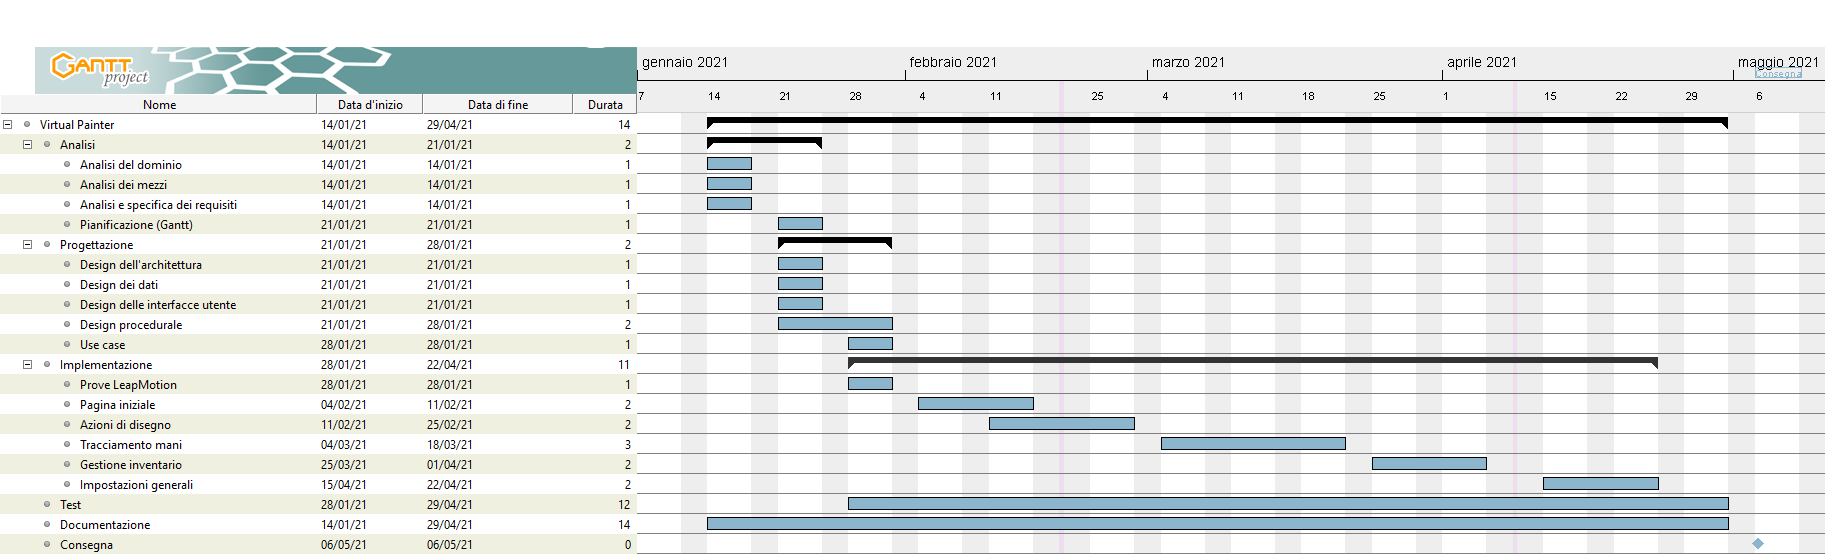 GANTT project
gennaio 2021 febbraio 2021 marzo 2021 aprile 2021 maggio 2021
Consegna
7 14 21 28 4 11 25 4 11 18 25 1 15 22 29 6
Nome Data d'inizio Data di fine Durata
Virtual Painter 14/01/21 29/04/21 14
Analisi 14/01/21 21/01/21 2
Analisi del dominio 14/01/21 14/01/21 1
Analisi dei mezzi 14/01/21 14/01/21 1
Analisi e specifica dei requisiti 14/01/21 14/01/21 1
Pianificazione (Gantt) 21/01/21 21/01/21 1
Progettazione 21/01/21 28/01/21 2
Design dell'architettura 21/01/21 21/01/21 1
Design dei dati 21/01/21 21/01/21 1
Design delle interfacce utente 21/01/21 21/01/21 1
Design procedurale 21/01/21 28/01/21 2
Use case 28/01/21 28/01/21 1
Implementazione 28/01/21 22/04/21 11
Prove LeapMotion 28/01/21 28/01/21 1
Pagina iniziale 04/02/21 11/02/21 2
Azioni di disegno 11/02/21 25/02/21 2
Tracciamento mani 04/03/21 18/03/21 3
Gestione inventario 25/03/21 01/04/21 2
Impostazioni generali 15/04/21 22/04/21 2
Test 28/01/21 29/04/21 12
Documentazione 14/01/21 29/04/21 14
Consegna 06/05/21 06/05/21 0